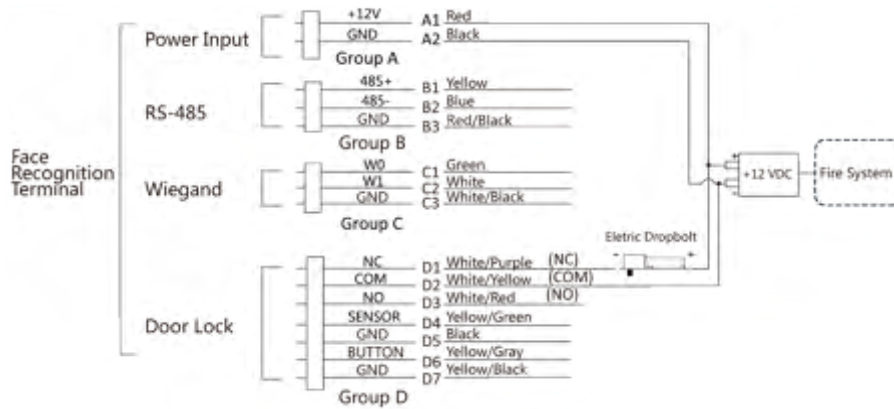 +12V A1 Red
GND A2 Black
Power Input
Group A
485+ B1 Yellow
485- B2 Blue
GND B3 Red/Black
RS-485
Group B
Face
Recognition
Terminal
W0 C1 Green
W1 C2 White
GND C3 White/Black
Wiegand
Group C
+
+12 VDC
-
Fire System
Eletric Dropbolt
- +
NC D1 White/Purple (NC)
COM D2 White/Yellow (COM)
NO D3 White/Red (NO)
SENSOR D4 Yellow/Green
GND D5 Black
BUTTON D6 Yellow/Gray
GND D7 Yellow/Black
Door Lock
Group D